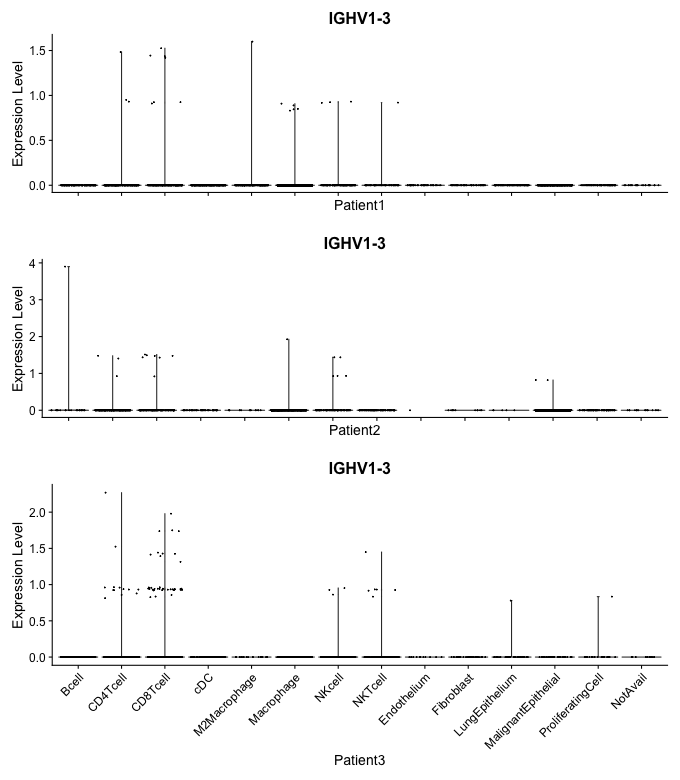 IGHV1-3
1.5
1.0
0.5
0.0
Expression Level
Patient1
IGHV1-3
4
3
2
1
0
Expression Level
Patient2
IGHV1-3
2.0
1.5
1.0
0.5
0.0
Expression Level
Bcell
CD4Tcell
CD8Tcell
cDC
M2Macrophage
Macrophage
NKcell
NKTcell
Endothelium
Fibroblast
LungEpithelium
MalignantEpithelial
ProliferatingCell
NotAvail
Patient3